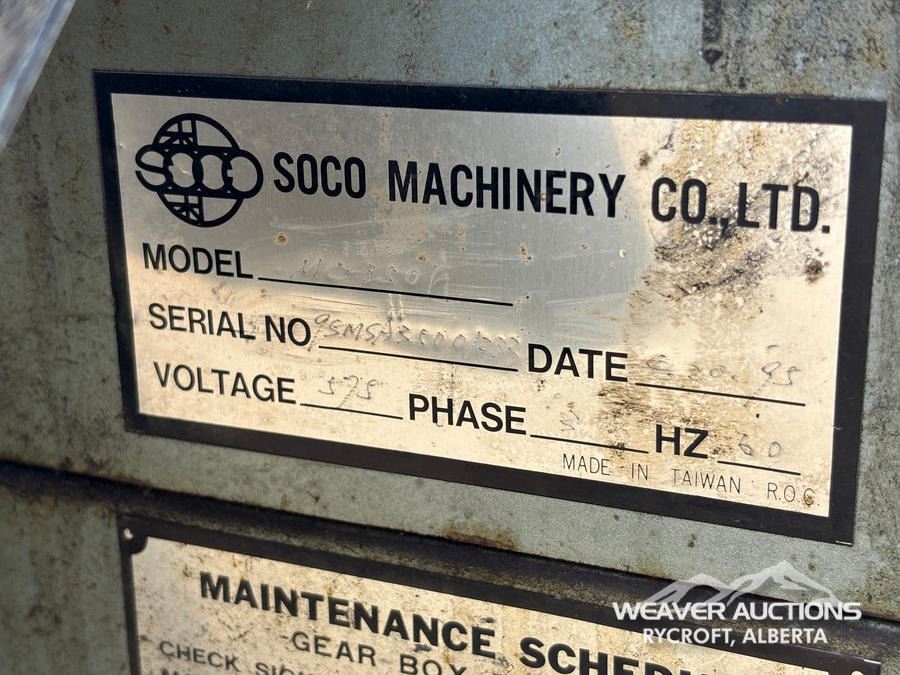 SOCO SOCO MACHINERY CO.,LTD.
MODEL
SERIAL NO DATE
VOLTAGE 575 PHASE HZ 60
MADE IN TAIWAN R.O.C
MAINTENANCE
GEAR BOX
CHECK
WEAVER AUCTIONS
RYCROFT, ALBERTA